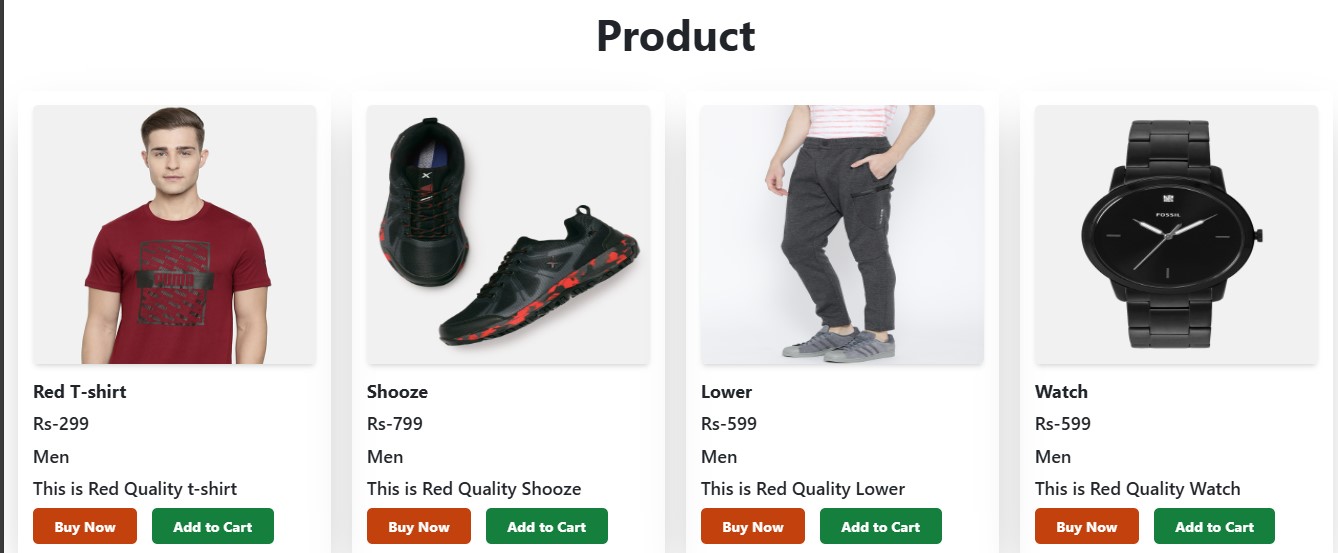 Product
FOSSIL
Red T-shirt
Rs-299
Men
This is Red Quality t-shirt
Buy Now
Add to Cart
Shooze
Rs-799
Men
This is Red Quality Shooze
Buy Now
Add to Cart
Lower
Rs-599
Men
This is Red Quality Lower
Buy Now
Add to Cart
Watch
Rs-599
Men
This is Red Quality Watch
Buy Now
Add to Cart